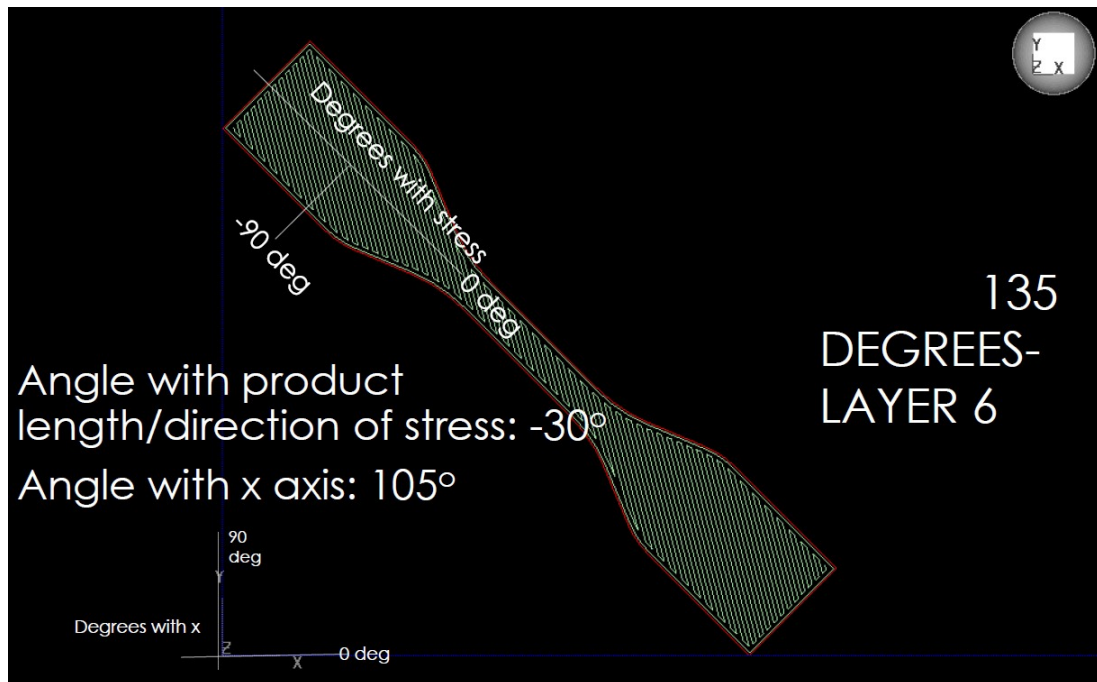 Y
Z X
Degrees with stress
0 deg
-90 deg
135
DEGREES-
LAYER 6
Angle with product
length/direction of stress: -30°
Angle with x axis: 105°
90
deg
Y
Degrees with x
Z
X
0 deg